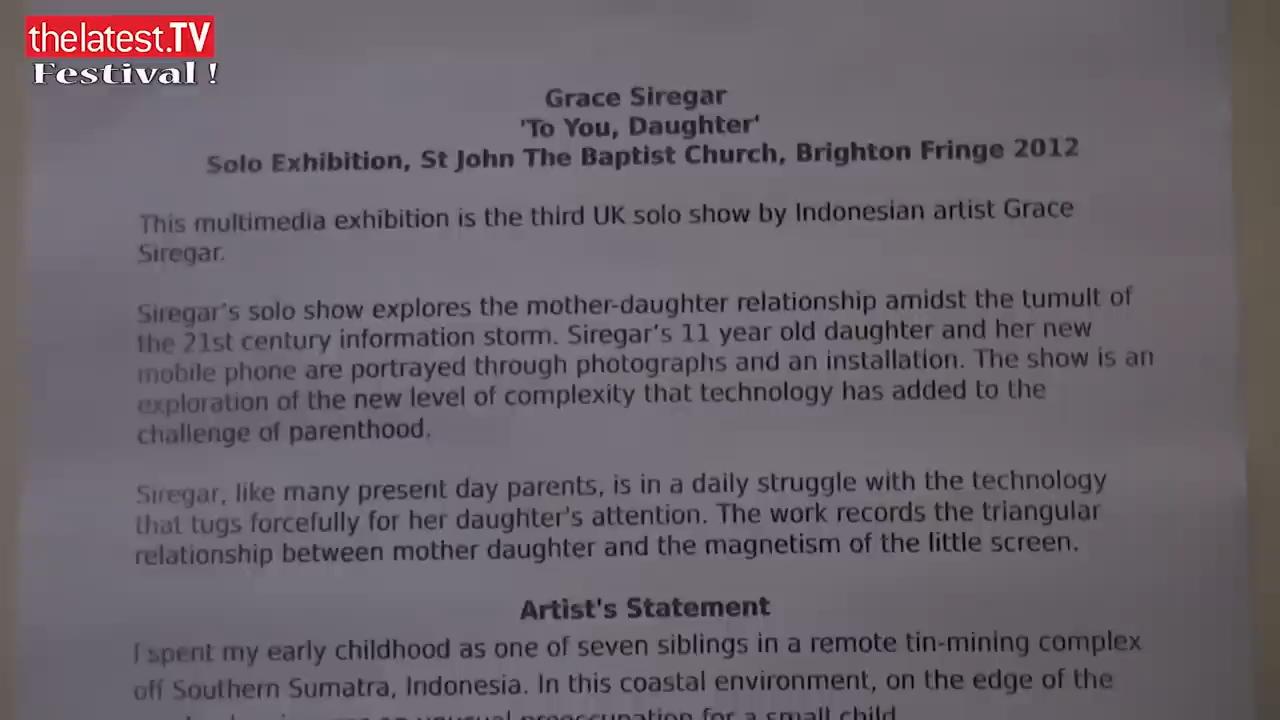 thelatest.TV
Festival !
Grace Siregar
'To You, Daughter'
Solo Exhibition, St John The Baptist Church, Brighton Fringe 2012
This multimedia exhibition is the third UK solo show by Indonesian artist Grace
Siregar.
Siregar's solo show explores the mother-daughter relationship amidst the tumult of
the 21st century information storm. Siregar's 11 year old daughter and her new
mobile phone are portrayed through photographs and an installation. The show is an
exploration of the new level of complexity that technology has added to the
challenge of parenthood.
Siregar, like many present day parents, is in a daily struggle with the technology
that tugs forcefully for her daughter's attention. The work records the triangular
relationship between mother daughter and the magnetism of the little screen.
Artist's Statement
I spent my early childhood as one of seven siblings in a remote tin-mining complex
off Southern Sumatra, Indonesia. In this coastal environment, on the edge of the
unusual preoccupation for a small child